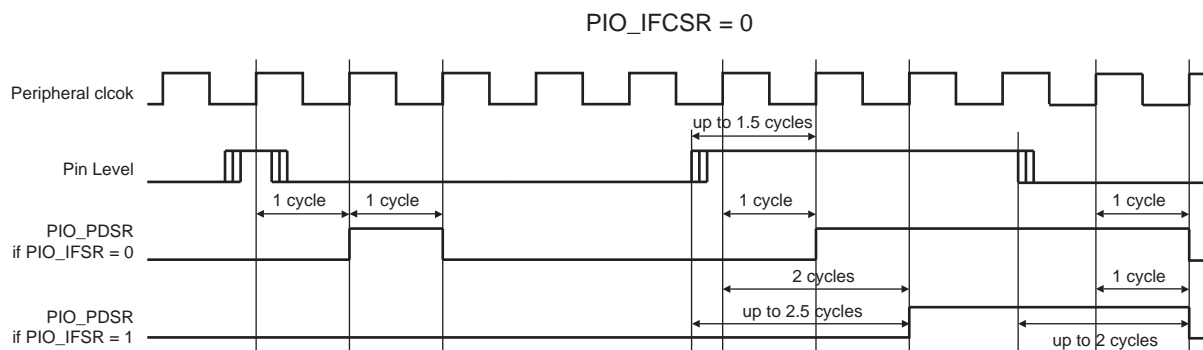 PIO_IFCSR = 0
Peripheral clcok
up to 1.5 cycles
Pin Level
1 cycle
1 cycle
1 cycle
1 cycle
PIO_PDSR
if PIO_IFSR = 0
2 cycles
1 cycle
PIO_PDSR
if PIO_IFSR = 1
up to 2.5 cycles
up to 2 cycles